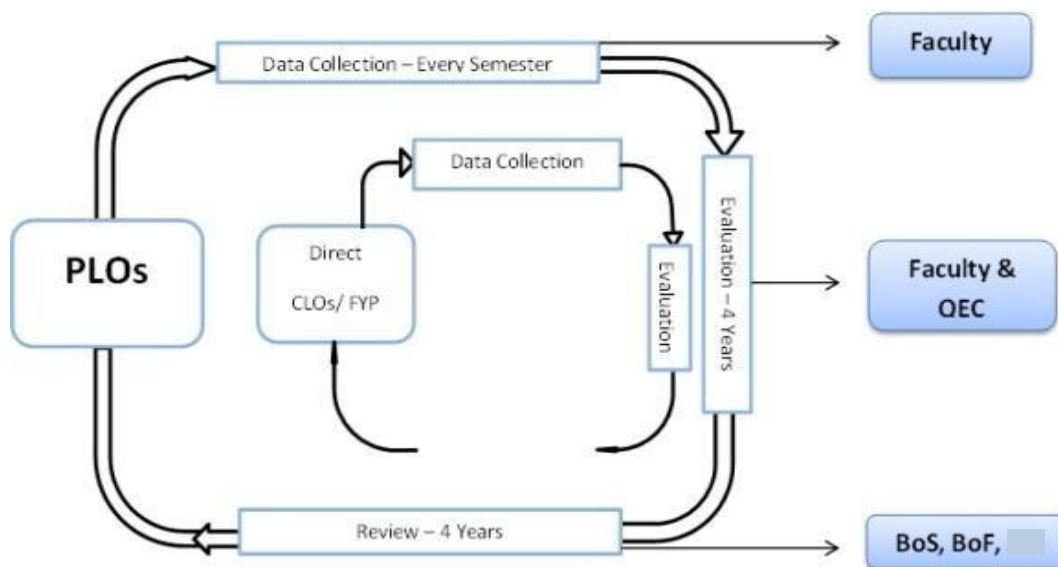 Data Collection – Every Semester
Faculty
Data Collection
PLOs
Direct
CLOs/ FYP
Evaluation
Evaluation – 4 Years
Faculty &
QEC
Review – 4 Years
BoS, BoF,